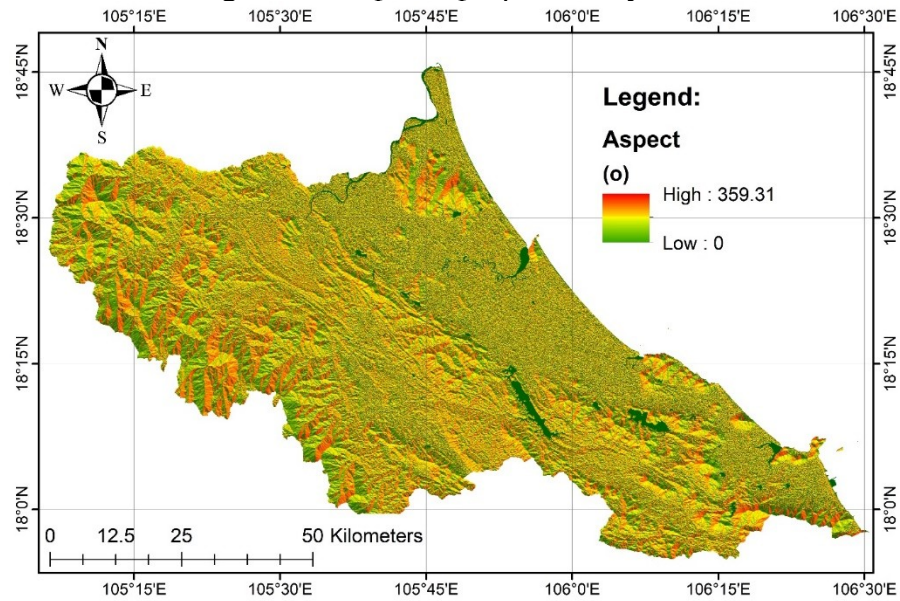 105°15'E 105°30'E 105°45'E 106°0'E 106°15'E 106°30'E
N
W E
S
18°45'N 18°45'N
18°30'N 18°30'N
18°15'N 18°15'N
18°0'N 18°0'N
Legend:
Aspect
(o)
High : 359.31
Low : 0
0 12.5 25 50 Kilometers
105°15'E 105°30'E 105°45'E 106°0'E 106°15'E 106°30'E